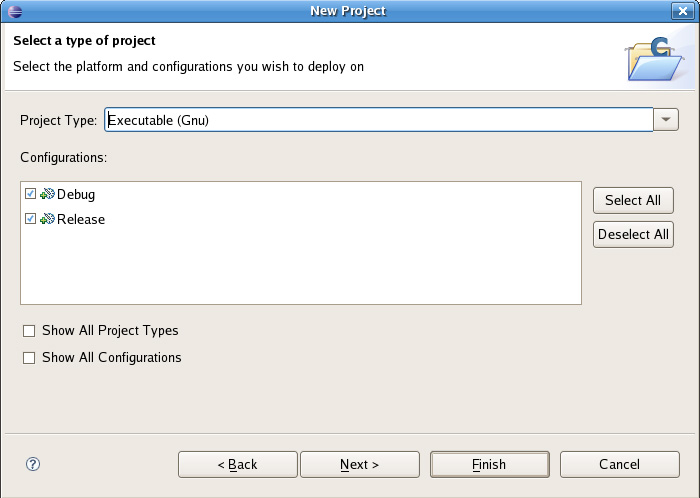 New Project
Select a type of project
Select the platform and configurations you wish to deploy on
C
Project Type: Executable (Gnu)
Configurations:
Debug
Release
Select All
Deselect All
Show All Project Types
Show All Configurations
? < Back Next > Finish Cancel